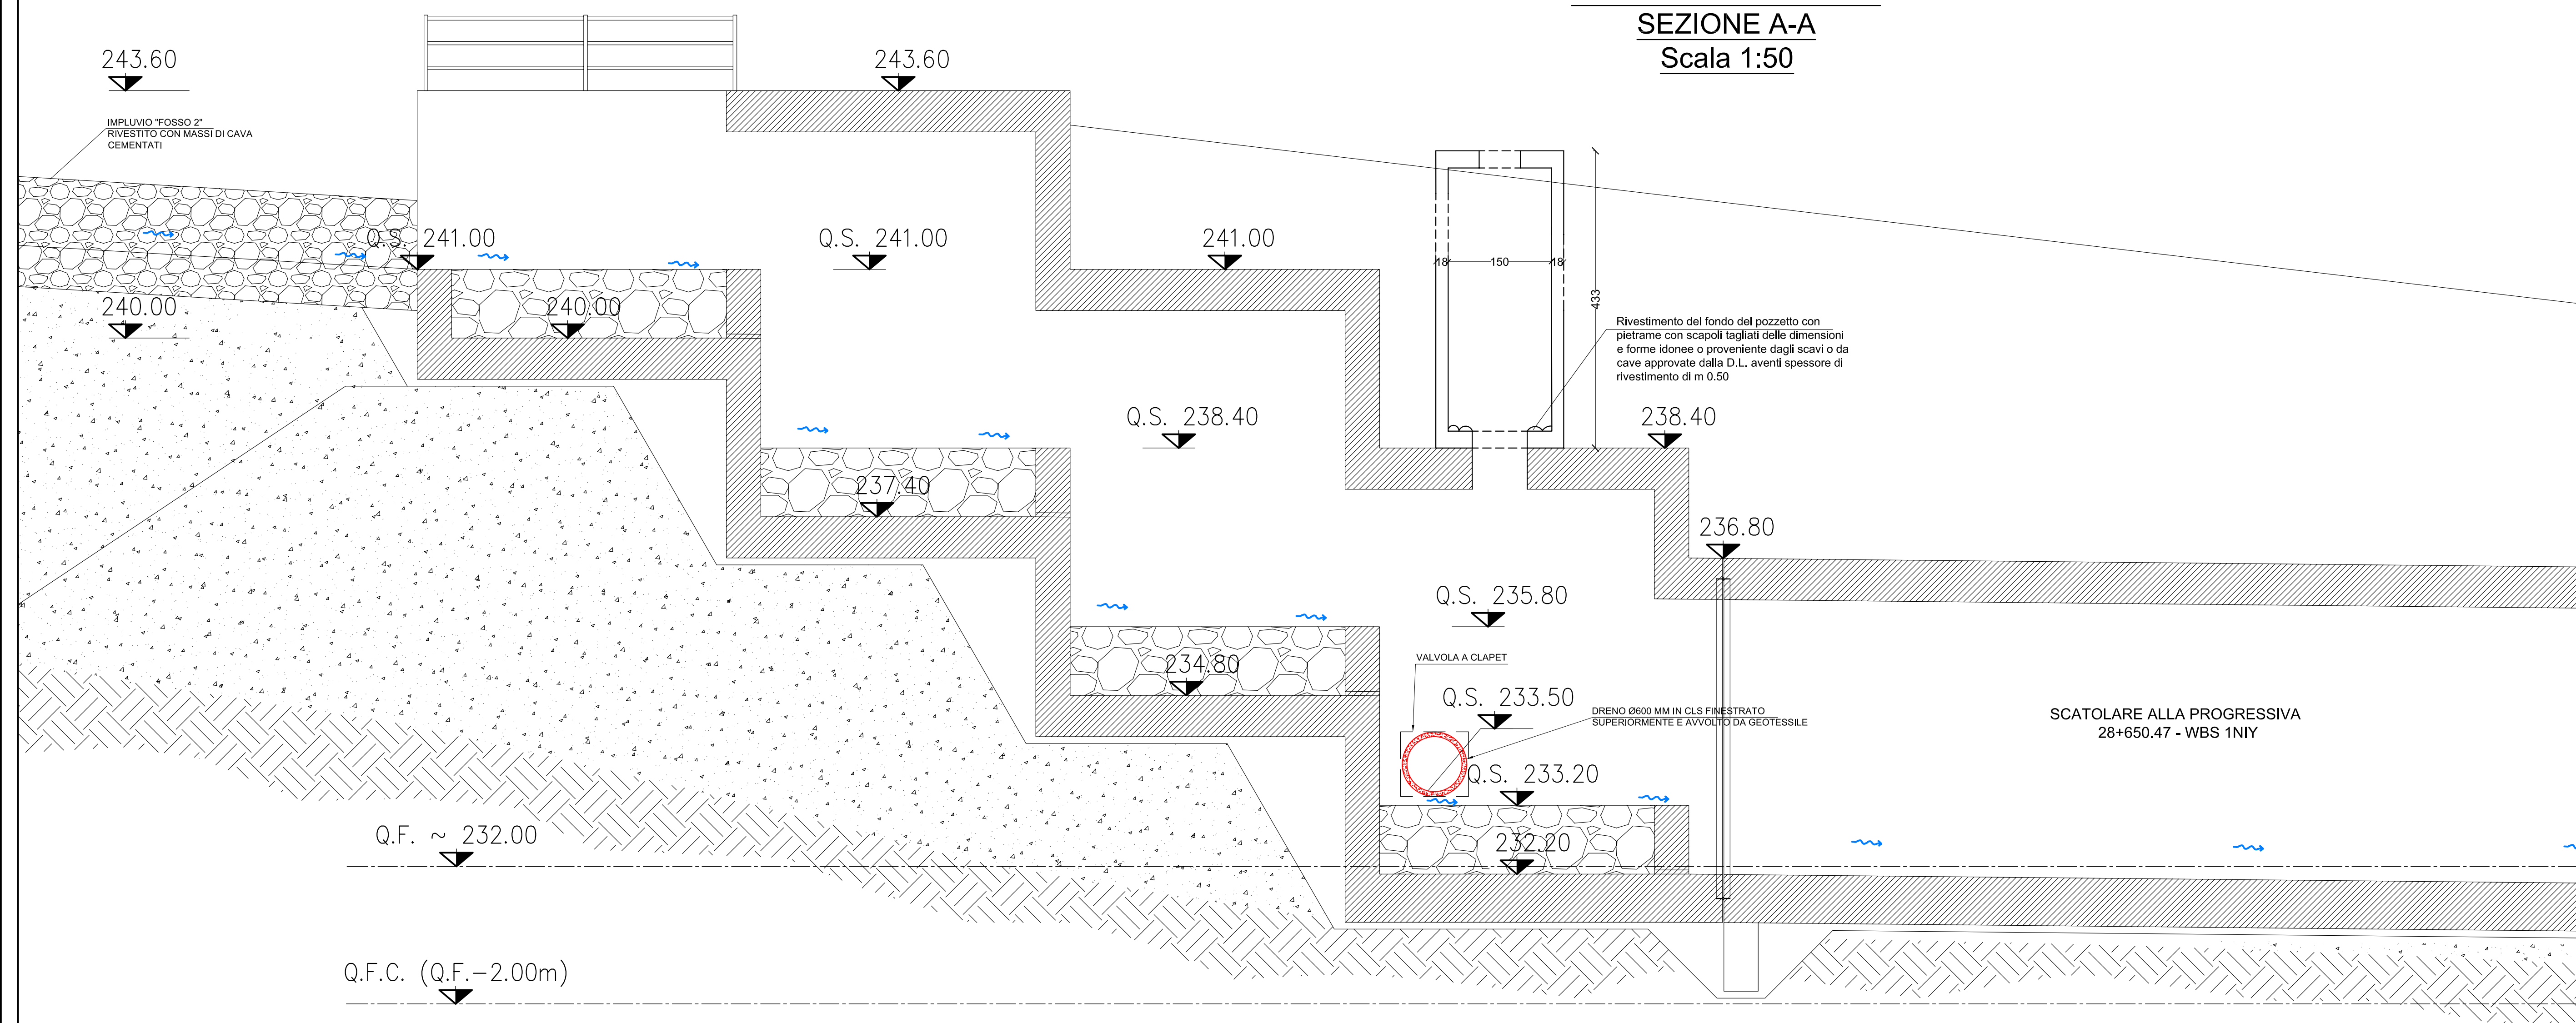 SEZIONE A-A
Scala 1:50
243.60
243.60
IMPLUVIO "FOSSO 2"
RIVESTITO CON MASSI DI CAVA
CEMENTATI
Q.S. 241.00
Q.S. 241.00
241.00
18
150
18
433
240.00
240.00
Rivestimento del fondo del pozzetto con
pietrame con scapoli tagliati delle dimensioni
e forme idonee o proveniente dagli scavi o da
cave approvate dalla D.L. aventi spessore di
rivestimento di m 0.50
Q.S. 238.40
238.40
237.40
236.80
Q.S. 235.80
VALVOLA A CLAPET
234.80
Q.S. 233.50
DRENO Ø600 MM IN CLS FINESTRATO
SUPERIORMENTE E AVVOLTO DA GEOTESSILE
SCATOLARE ALLA PROGRESSIVA
28+650.47 - WBS 1NIY
Q.S. 233.20
Q.F. ~ 232.00
232.20
Q.F.C. (Q.F.-2.00m)